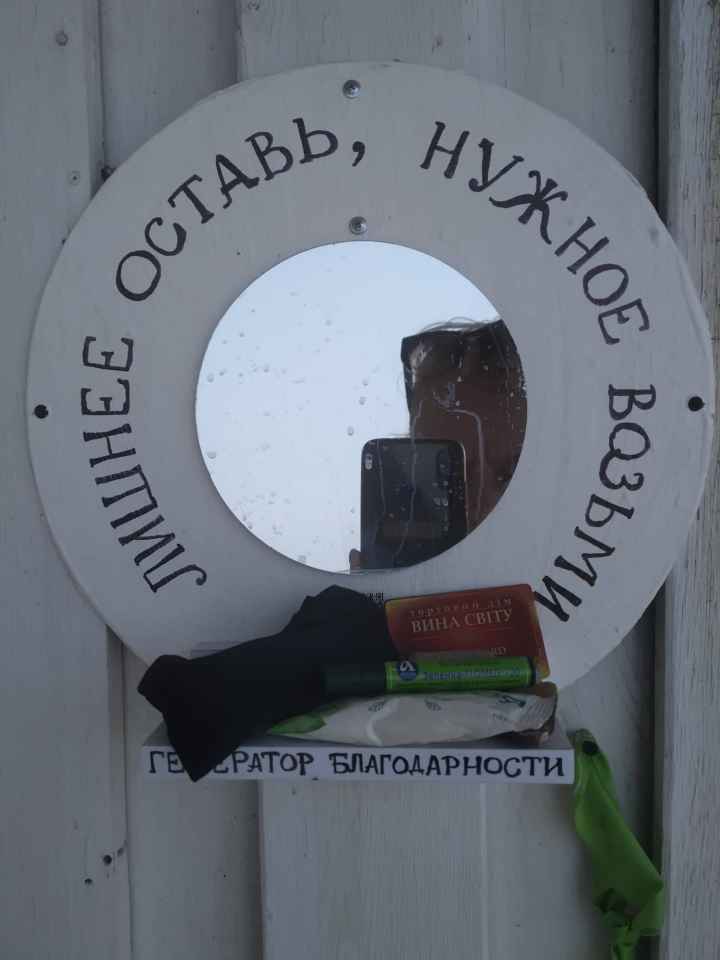 ЛИШНЕЕ ОСТАВЬ, НУЖНОЕ ВОЗЬМИ
ТОРГОВИЙ ДІМ
ВИНА СВІТУ
ГЕНЕРАТОР БЛАГОДАРНОСТИ